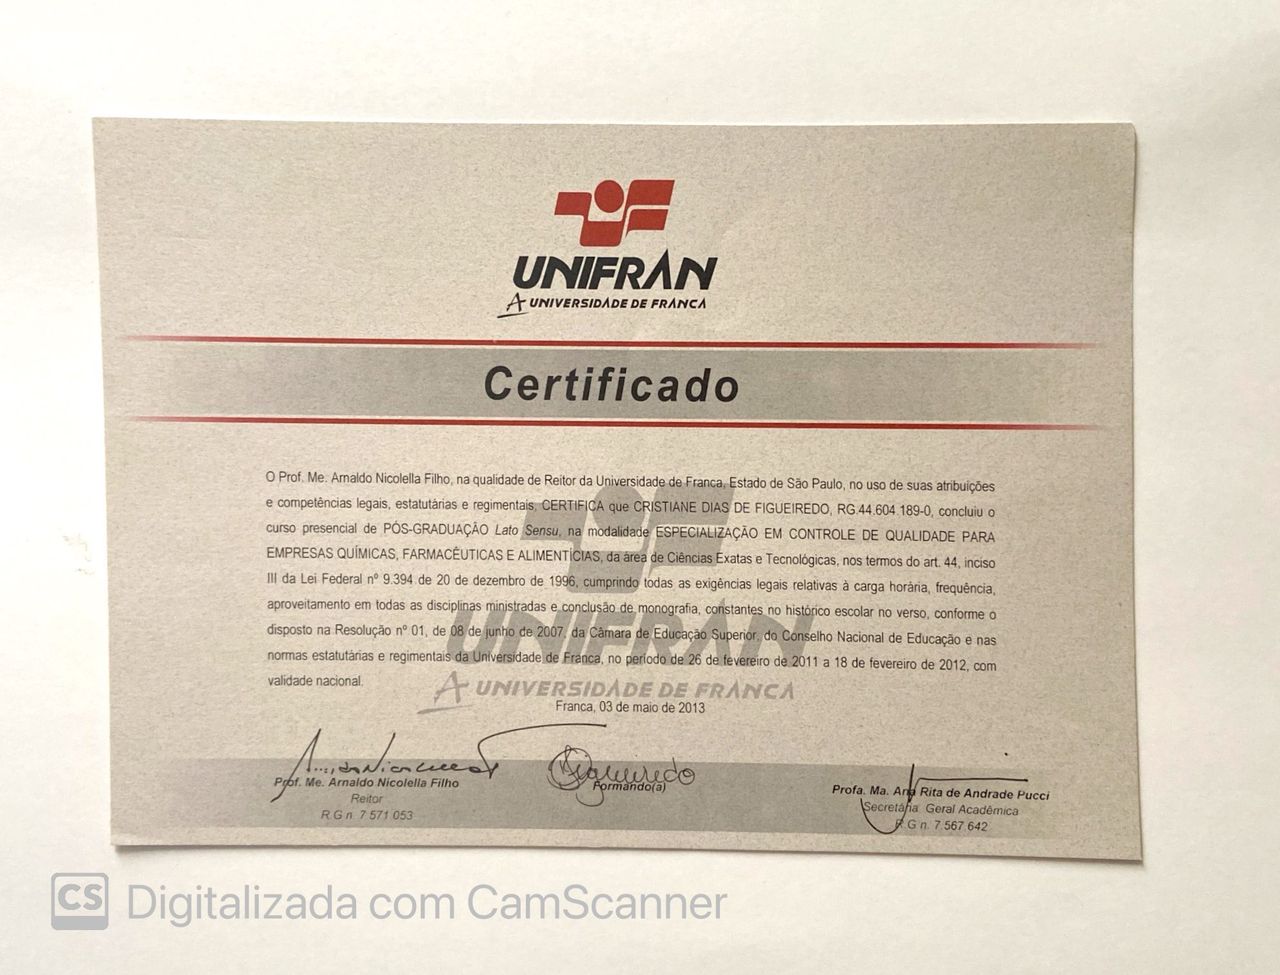 UNIFRAN
A UNIVERSIDADE DE FRANCA
Certificado
O Prof. Me. Arnaldo Nicolella Filho, na qualidade de Reitor da Universidade de Franca, Estado de São Paulo, no uso de suas atribuições
e competências legais, estatutárias e regimentais, CERTIFICA que CRISTIANE DIAS DE FIGUEIREDO, RG.44.604.189-0, concluiu o
curso presencial de PÓS-GRADUAÇÃO Lato Sensu, na modalidade ESPECIALIZAÇÃO EM CONTROLE DE QUALIDADE PARA
EMPRESAS QUÍMICAS, FARMACÊUTICAS E ALIMENTÍCIAS, da área de Ciências Exatas e Tecnológicas, nos termos do art. 44, inciso
III da Lei Federal nº 9.394 de 20 de dezembro de 1996, cumprindo todas as exigências legais relativas à carga horária, frequência,
aproveitamento em todas as disciplinas ministradas e conclusão de monografia, constantes no histórico escolar no verso, conforme o
disposto na Resolução nº 01, de 08 de junho de 2007, da Câmara de Educação Superior, do Conselho Nacional de Educação e nas
normas estatutárias e regimentais da Universidade de Franca, no período de 26 de fevereiro de 2011 a 18 de fevereiro de 2012, com
validade nacional.
UNIFRAN
A UNIVERSIDADE DE FRANCA
Franca, 03 de maio de 2013
Figueiredo
Prof. Me. Arnaldo Nicolella Filho
Reitor
R.G n. 7 571 053
Formando(a)
Profa. Ma. Ana Rita de Andrade Pucci
Secretária Geral Acadêmica
R.G n. 7 567 642
CS Digitalizada com CamScanner